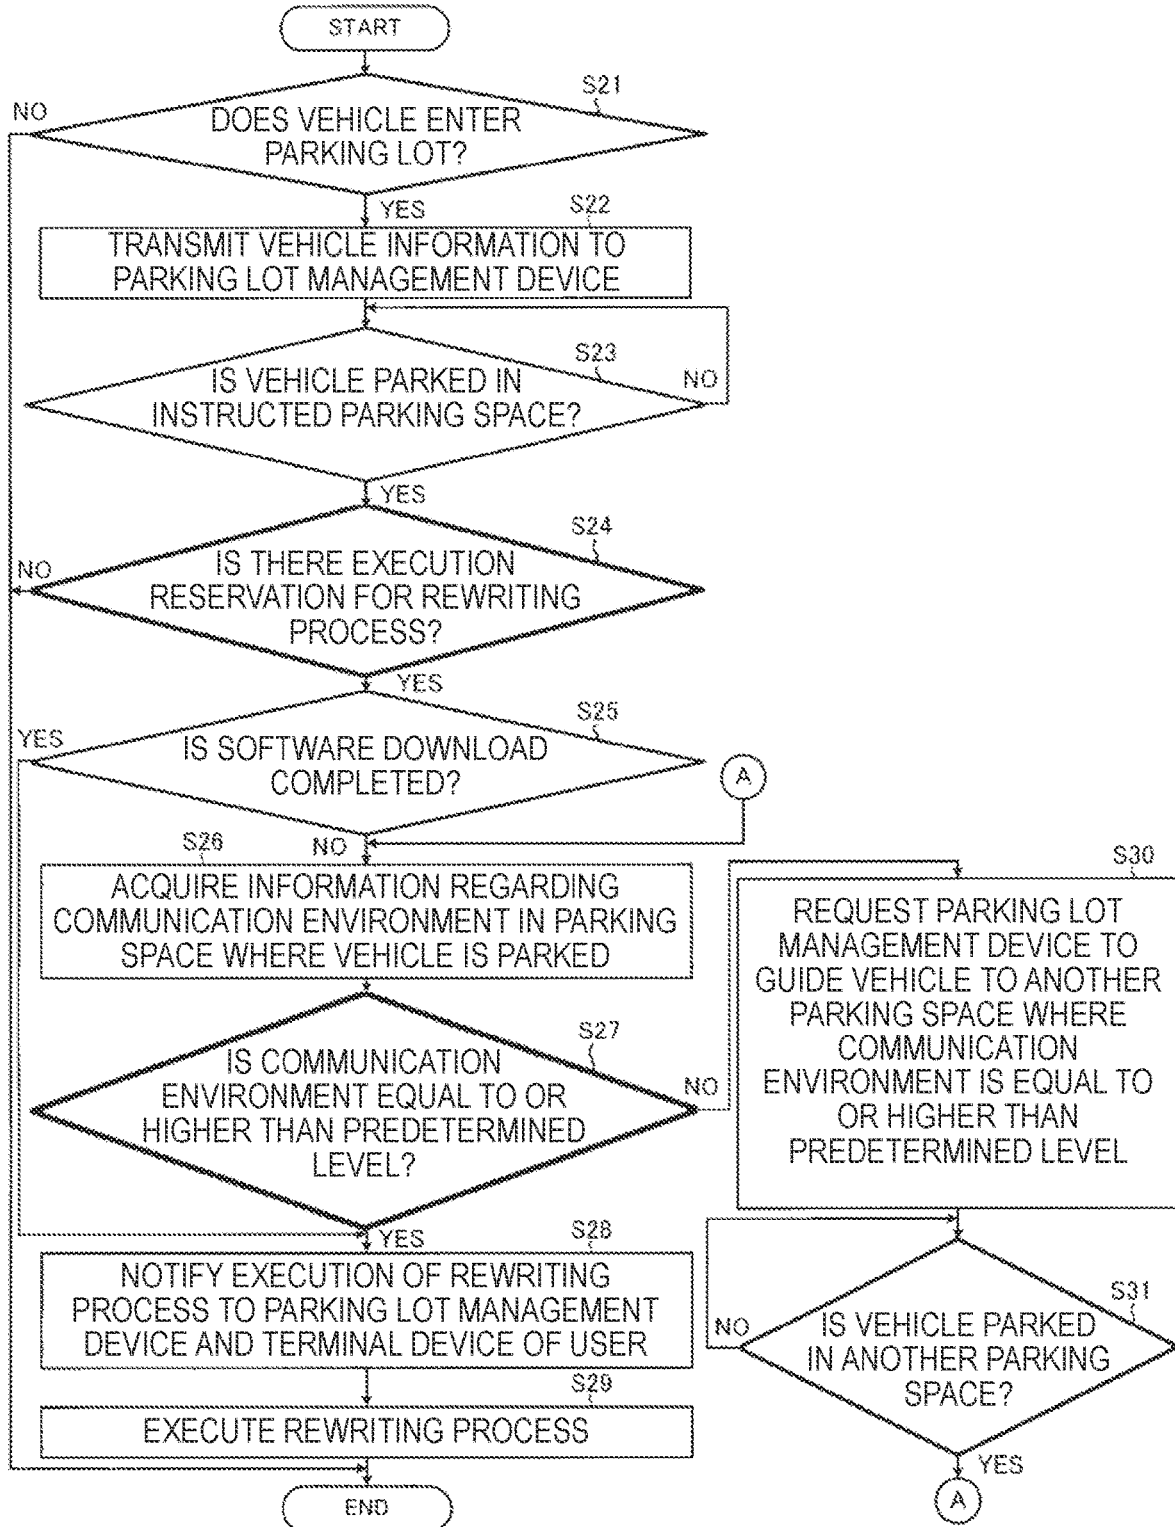 START
S21
NO
DOES VEHICLE ENTER
PARKING LOT?
YES
S22
TRANSMIT VEHICLE INFORMATION TO
PARKING LOT MANAGEMENT DEVICE
S23
IS VEHICLE PARKED IN
INSTRUCTED PARKING SPACE?
NO
YES
S24
NO
IS THERE EXECUTION
RESERVATION FOR REWRITING
PROCESS?
YES
S25
YES
IS SOFTWARE DOWNLOAD
COMPLETED?
A
NO
S26
ACQUIRE INFORMATION REGARDING
COMMUNICATION ENVIRONMENT IN PARKING
SPACE WHERE VEHICLE IS PARKED
S27
IS COMMUNICATION
ENVIRONMENT EQUAL TO OR
HIGHER THAN PREDETERMINED
LEVEL?
NO
YES
S28
NOTIFY EXECUTION OF REWRITING
PROCESS TO PARKING LOT MANAGEMENT
DEVICE AND TERMINAL DEVICE OF USER
S29
EXECUTE REWRITING PROCESS
END
S30
REQUEST PARKING LOT
MANAGEMENT DEVICE TO
GUIDE VEHICLE TO ANOTHER
PARKING SPACE WHERE
COMMUNICATION
ENVIRONMENT IS EQUAL TO
OR HIGHER THAN
PREDETERMINED LEVEL
S31
NO
IS VEHICLE PARKED
IN ANOTHER PARKING
SPACE?
YES
A